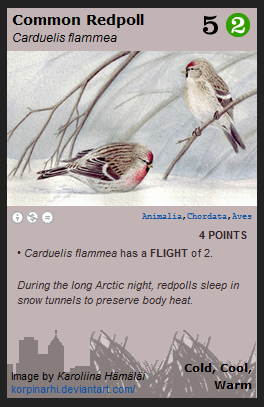 Common Redpoll
Carduelis flammea
5 2
Animalia,Chordata,Aves
4 POINTS
• Carduelis flammea has a FLIGHT of 2.
During the long Arctic night, redpolls sleep in
snow tunnels to preserve body heat.
Cold, Cool,
Warm
Image by Karoliina Hämäläi
korpinarhi.deviantart.com/